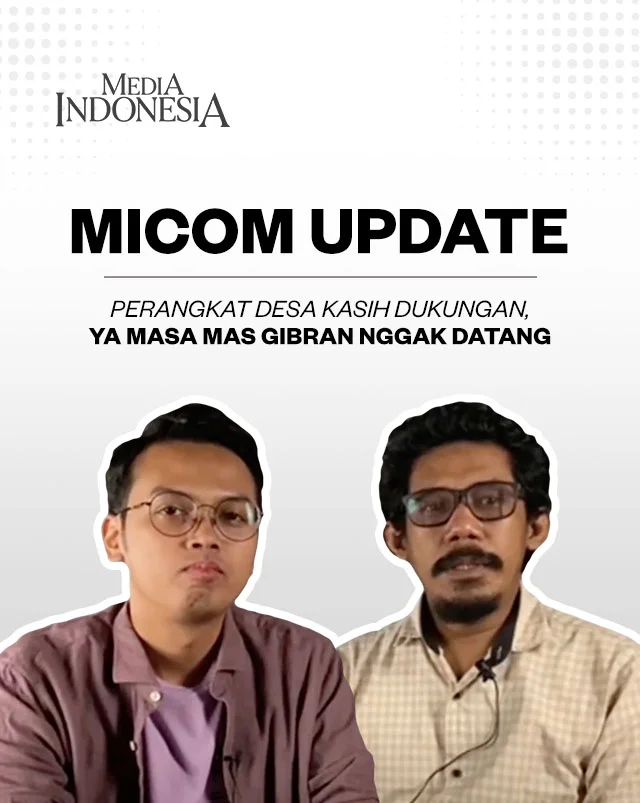 MEDIA
INDONESIA
MICOM UPDATE
PERANGKAT DESA KASIH DUKUNGAN,
YA MASA MAS GIBRAN NGGAK DATANG